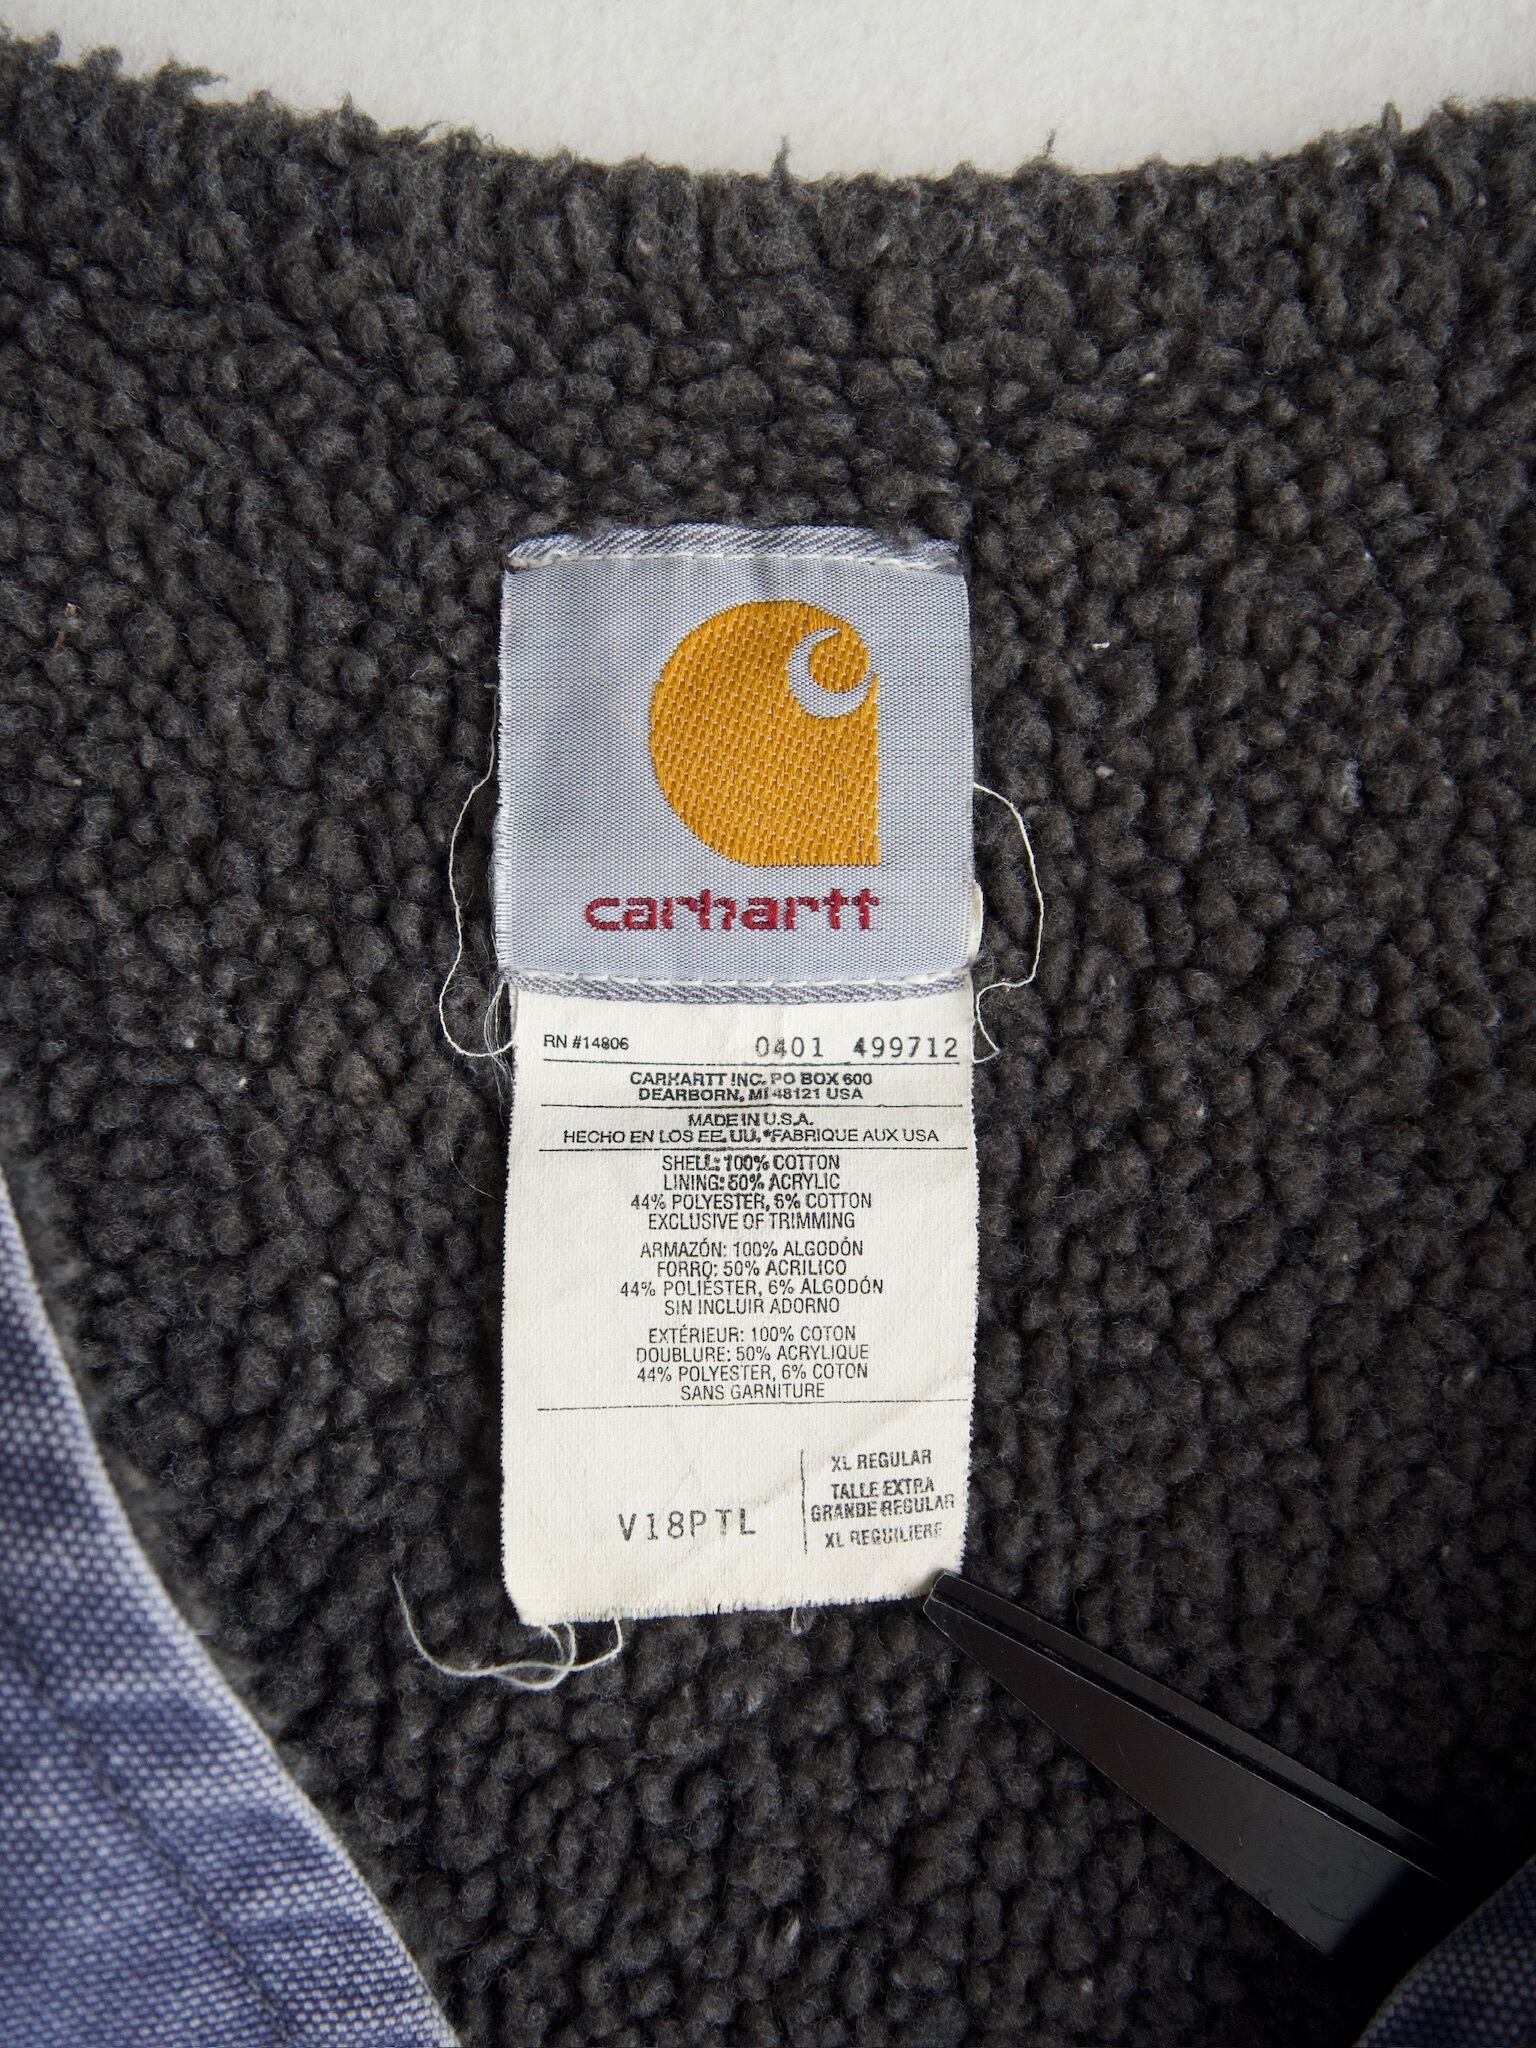 carhartt
RN #14806 0401 499712
CARHARTT INC. PO BOX 600
DEARBORN, MI 48121 USA
MADE IN U.S.A.
HECHO EN LOS EE.UU. *FABRIQUE AUX USA
SHELL: 100% COTTON
LINING: 50% ACRYLIC
44% POLYESTER, 6% COTTON
EXCLUSIVE OF TRIMMING
ARMAZÓN: 100% ALGODÓN
FORRO: 50% ACRILICO
44% POLIÉSTER, 6% ALGODÓN
SIN INCLUIR ADORNO
EXTÉRIEUR: 100% COTON
DOUBLURE: 50% ACRYLIQUE
44% POLYESTER, 6% COTON
SANS GARNITURE
XL REGULAR
TALLE EXTRA
GRANDE REGULAR
XL REGUILIERE
V18PTL